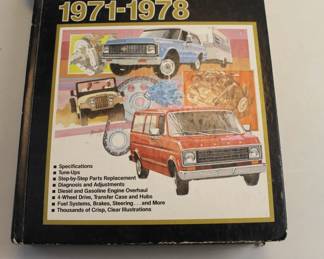 1971-1978
■ Specifications
■ Tune-Ups
■ Step-by-Step Parts Replacement
■ Diagnosis and Adjustments
■ Diesel and Gasoline Engine Overhaul
■ 4-Wheel Drive, Transfer Case and Hubs
■ Fuel Systems, Brakes, Steering . . . and More
■ Thousands of Crisp, Clear Illustrations